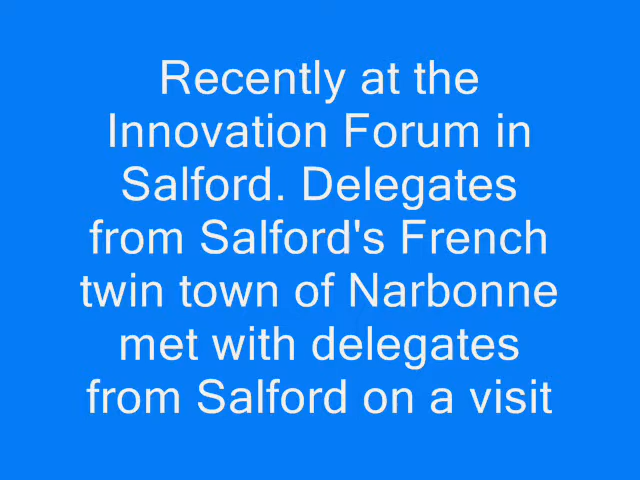 Recently at the
Innovation Forum in
Salford. Delegates
from Salford's French
twin town of Narbonne
met with delegates
from Salford on a visit